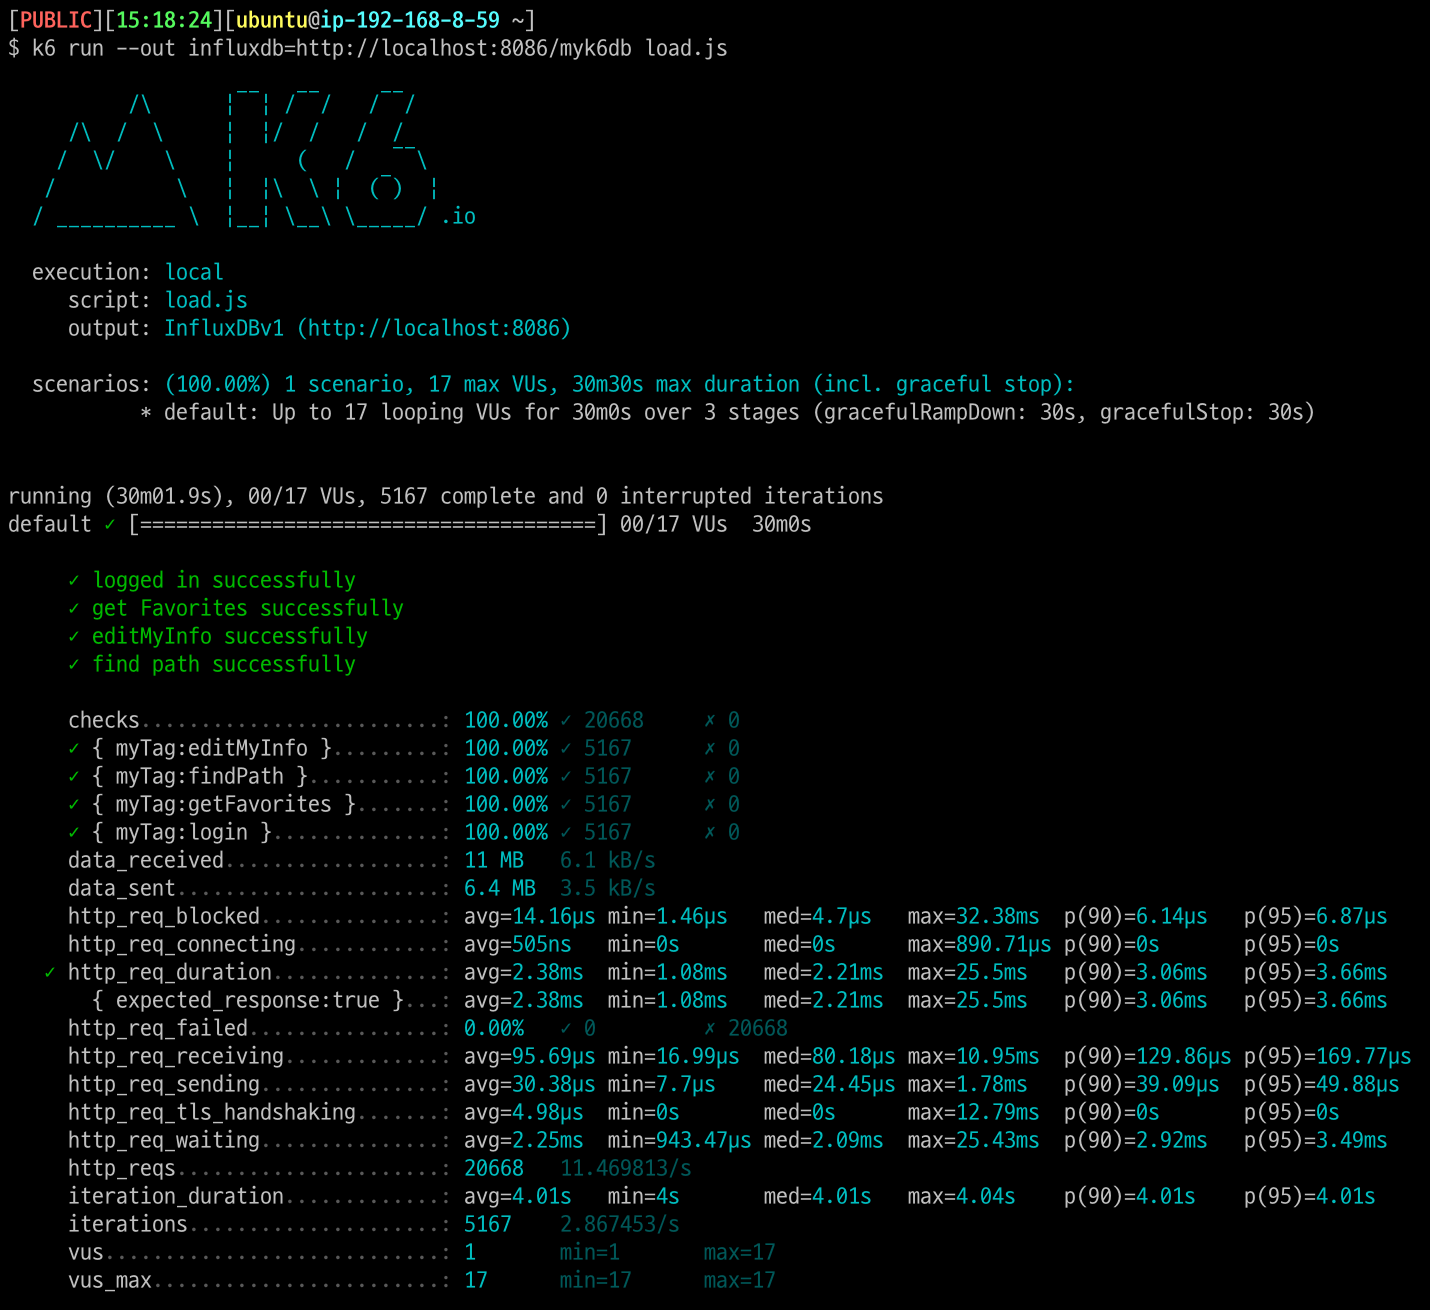 [PUBLIC][15:18:24][ubuntu@ip-192-168-8-59 ~]
$ k6 run --out influxdb=http://localhost:8086/myk6db load.js
K6 .io
execution: local
script: load.js
output: InfluxDBv1 (http://localhost:8086)
scenarios: (100.00%) 1 scenario, 17 max VUs, 30m30s max duration (incl. graceful stop):
* default: Up to 17 looping VUs for 30m0s over 3 stages (gracefulRampDown: 30s, gracefulStop: 30s)
running (30m01.9s), 00/17 VUs, 5167 complete and 0 interrupted iterations
default ✓ [======================================] 00/17 VUs  30m0s
✓ logged in successfully
✓ get Favorites successfully
✓ editMyInfo successfully
✓ find path successfully
checks.........................: 100.00% ✓ 20668     ✗ 0
✓ { myTag:editMyInfo }.........: 100.00% ✓ 5167      ✗ 0
✓ { myTag:findPath }...........: 100.00% ✓ 5167      ✗ 0
✓ { myTag:getFavorites }.......: 100.00% ✓ 5167      ✗ 0
✓ { myTag:login }..............: 100.00% ✓ 5167      ✗ 0
data_received..................: 11 MB   6.1 kB/s
data_sent......................: 6.4 MB  3.5 kB/s
http_req_blocked...............: avg=14.16µs min=1.46µs   med=4.7µs   max=32.38ms  p(90)=6.14µs   p(95)=6.87µs
http_req_connecting............: avg=505ns   min=0s       med=0s      max=890.71µs p(90)=0s       p(95)=0s
✓ http_req_duration..............: avg=2.38ms  min=1.08ms   med=2.21ms  max=25.5ms   p(90)=3.06ms   p(95)=3.66ms
{ expected_response:true }...: avg=2.38ms  min=1.08ms   med=2.21ms  max=25.5ms   p(90)=3.06ms   p(95)=3.66ms
http_req_failed................: 0.00%   ✓ 0         ✗ 20668
http_req_receiving.............: avg=95.69µs min=16.99µs  med=80.18µs max=10.95ms  p(90)=129.86µs p(95)=169.77µs
http_req_sending...............: avg=30.38µs min=7.7µs    med=24.45µs max=1.78ms   p(90)=39.09µs  p(95)=49.88µs
http_req_tls_handshaking.......: avg=4.98µs  min=0s       med=0s      max=12.79ms  p(90)=0s       p(95)=0s
http_req_waiting...............: avg=2.25ms  min=943.47µs med=2.09ms  max=25.43ms  p(90)=2.92ms   p(95)=3.49ms
http_reqs......................: 20668   11.469813/s
iteration_duration.............: avg=4.01s   min=4s       med=4.01s   max=4.04s    p(90)=4.01s    p(95)=4.01s
iterations.....................: 5167    2.867453/s
vus............................: 1       min=1       max=17
vus_max........................: 17      min=17      max=17